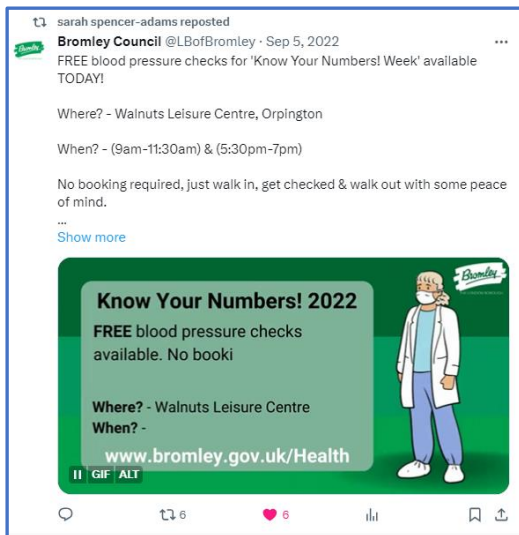 sarah spencer-adams reposted
Bromley Council @LBofBromley · Sep 5, 2022
FREE blood pressure checks for 'Know Your Numbers! Week' available
TODAY!
Where? - Walnuts Leisure Centre, Orpington
When? - (9am-11:30am) & (5:30pm-7pm)
No booking required, just walk in, get checked & walk out with some peace
of mind.
...
Show more
Bromley
Know Your Numbers! 2022
FREE blood pressure checks
available. No booki
Where? - Walnuts Leisure Centre
When? -
www.bromley.gov.uk/Health
GIF ALT
6 6